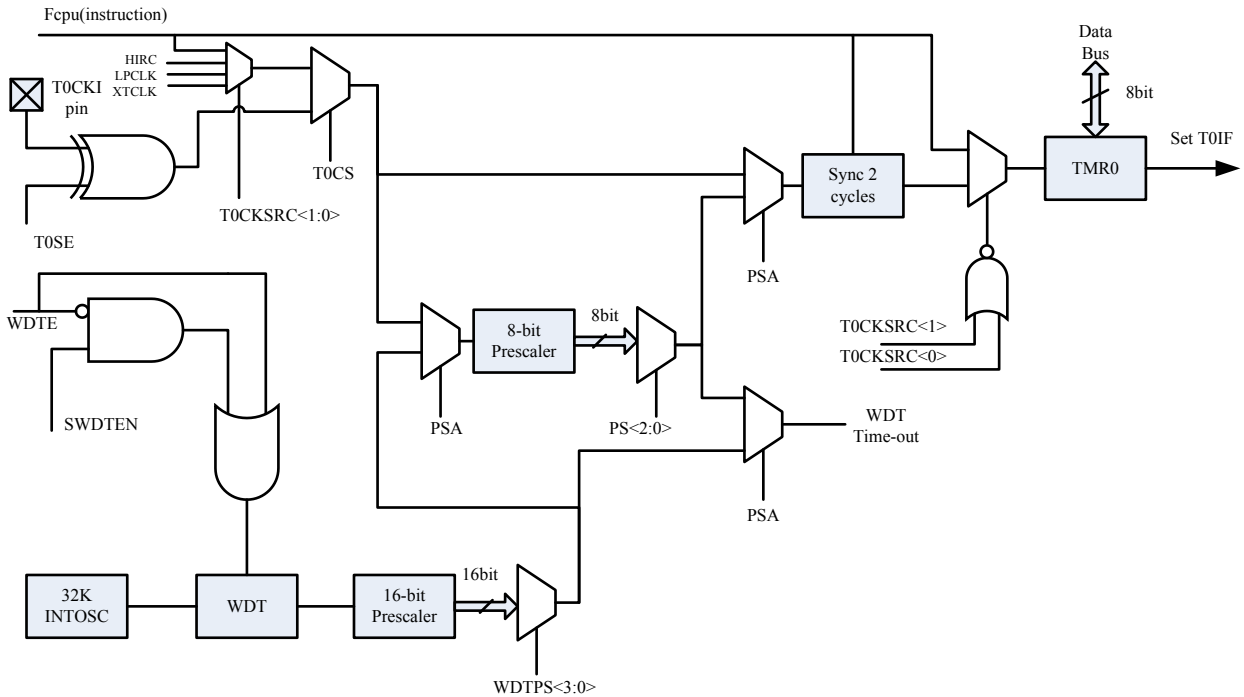 Fcpu(instruction)
HIRC
LPCLK
XTCLK
T0CKI
pin
T0SE
T0CKSRC<1:0>
T0CS
Data
Bus
8bit
Set T0IF
TMR0
Sync 2
cycles
PSA
T0CKSRC<1>
T0CKSRC<0>
WDTE
SWDTEN
8-bit
Prescaler
8bit
PSA
PS<2:0>
WDT
Time-out
PSA
32K
INTOSC
WDT
16-bit
Prescaler
16bit
WDTPS<3:0>